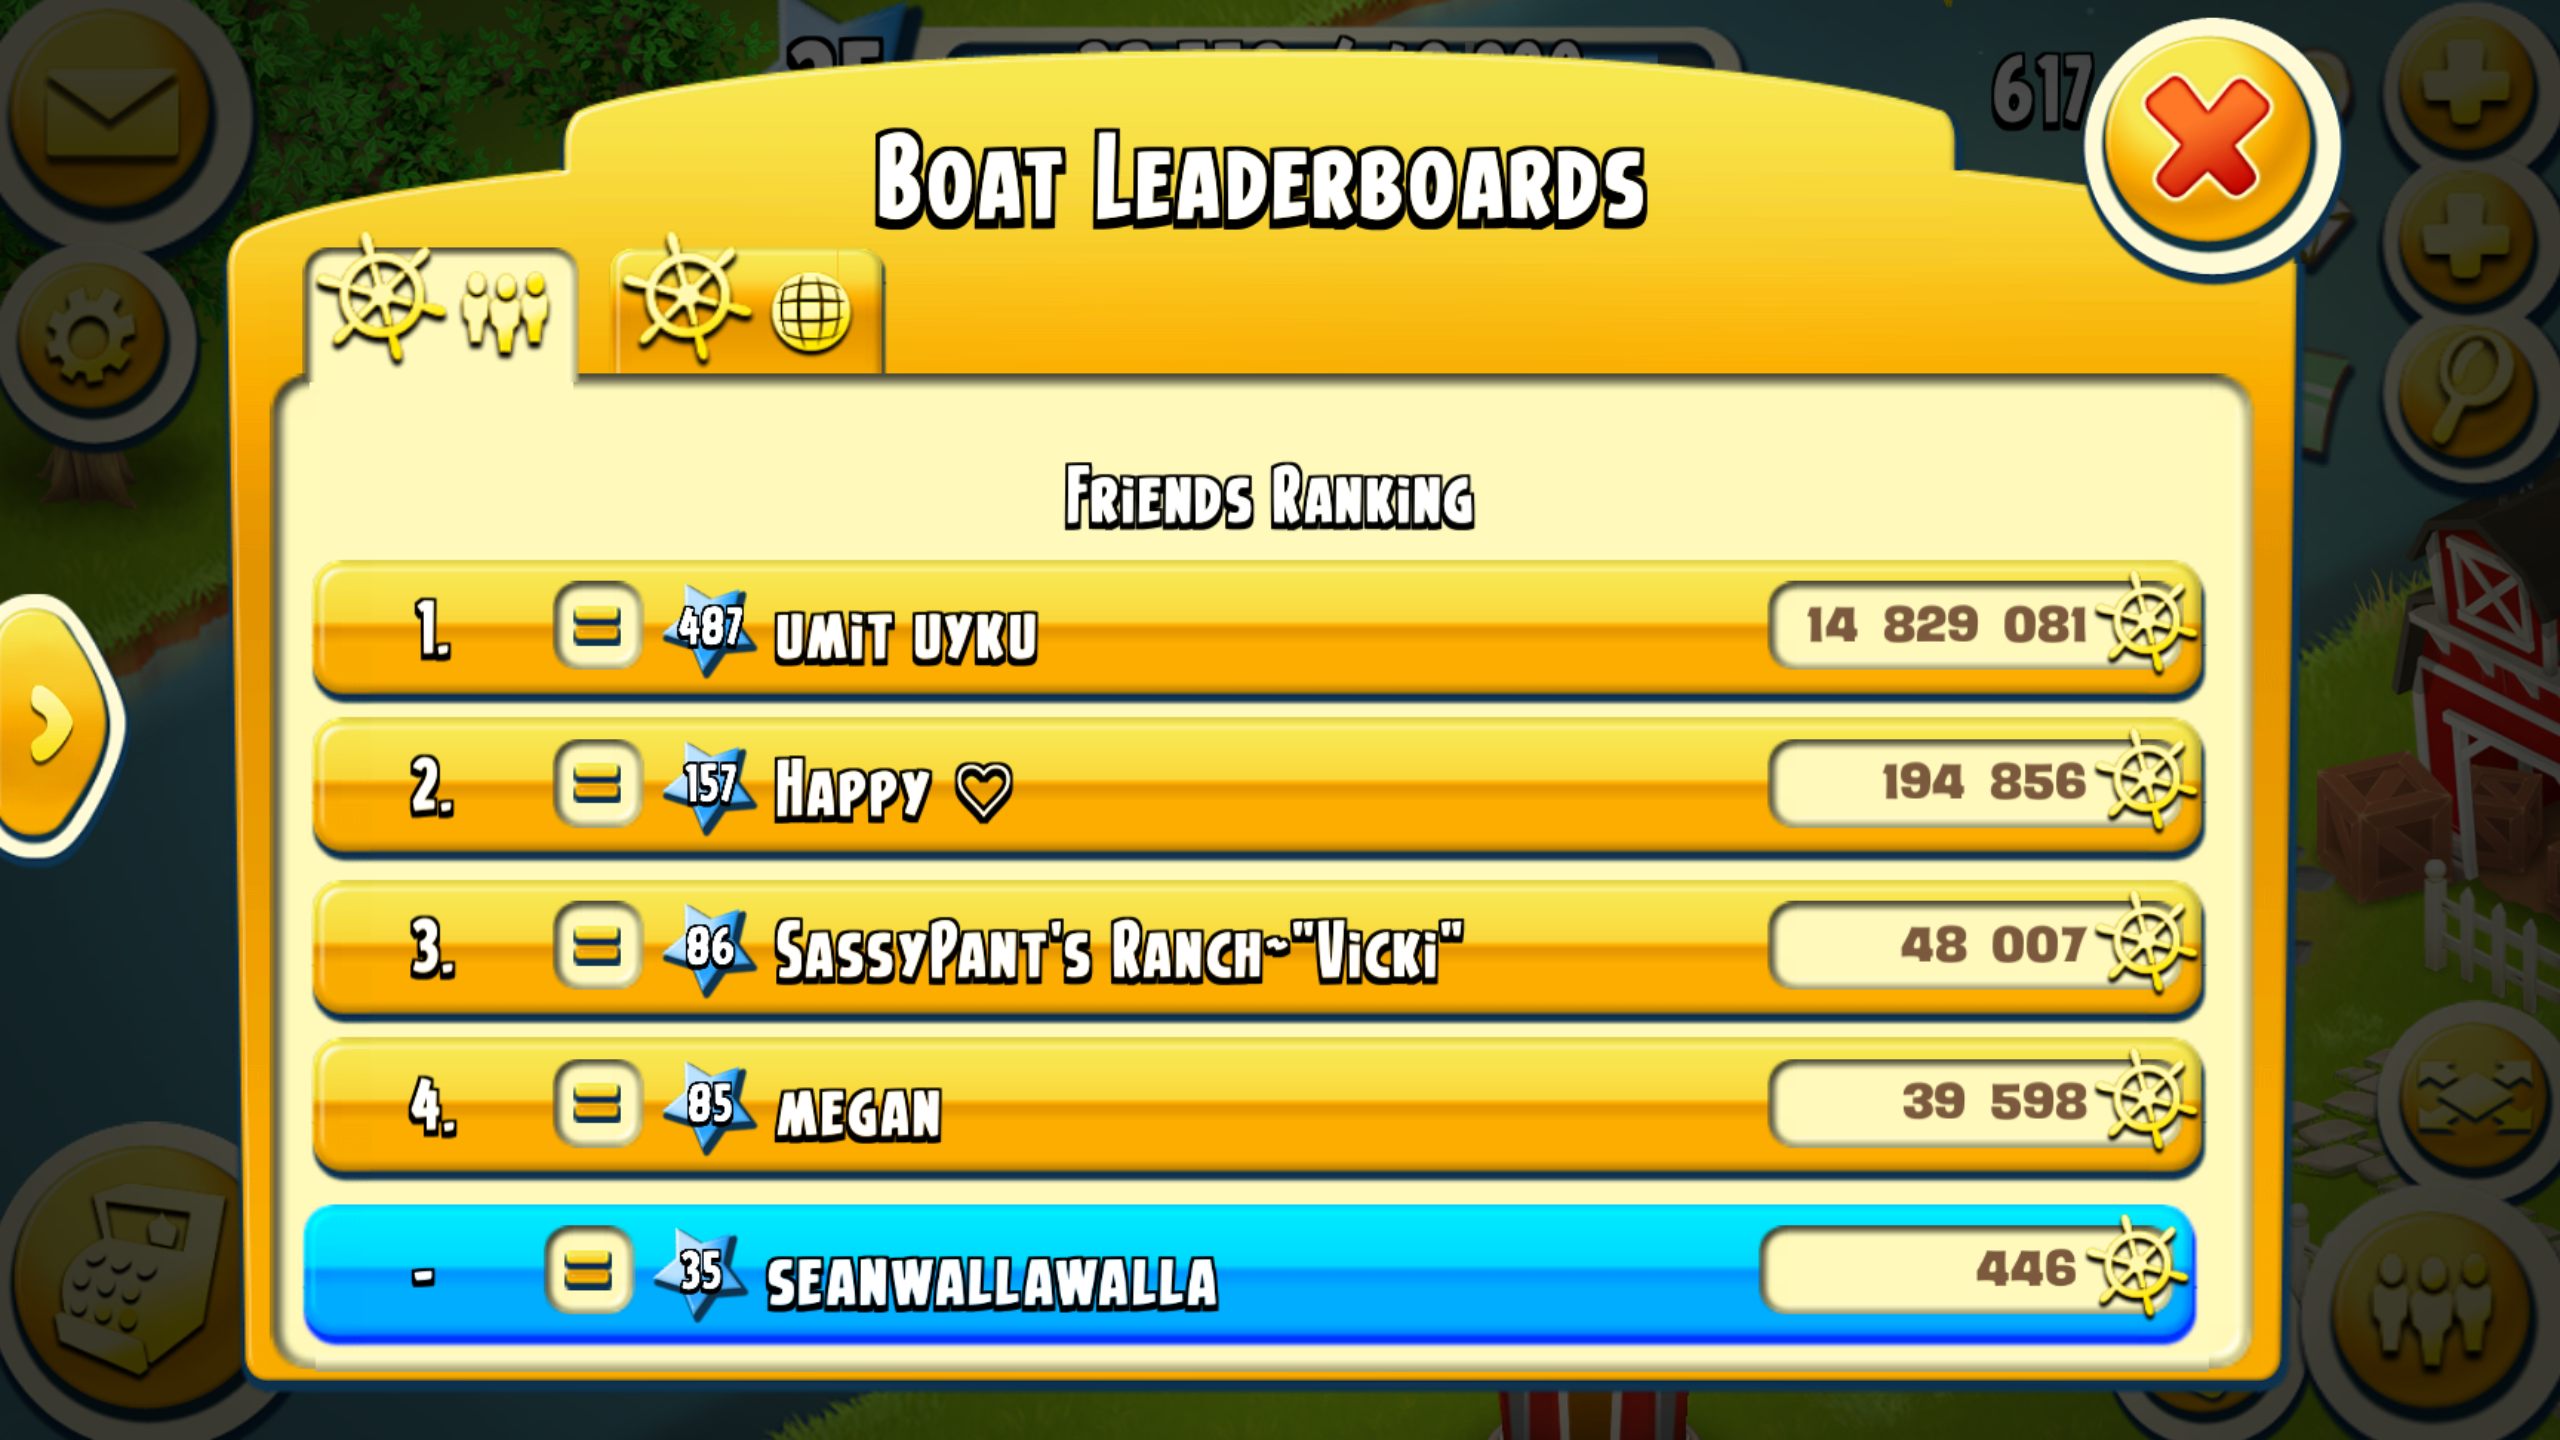 617
Boat Leaderboards
Friends Ranking
1. 487 umit uyku 14 829 081
2. 157 Happy ♡ 194 856
3. 86 SassyPant's Ranch~"Vicki" 48 007
4. 85 megan 39 598
- 35 seanwallawalla 446